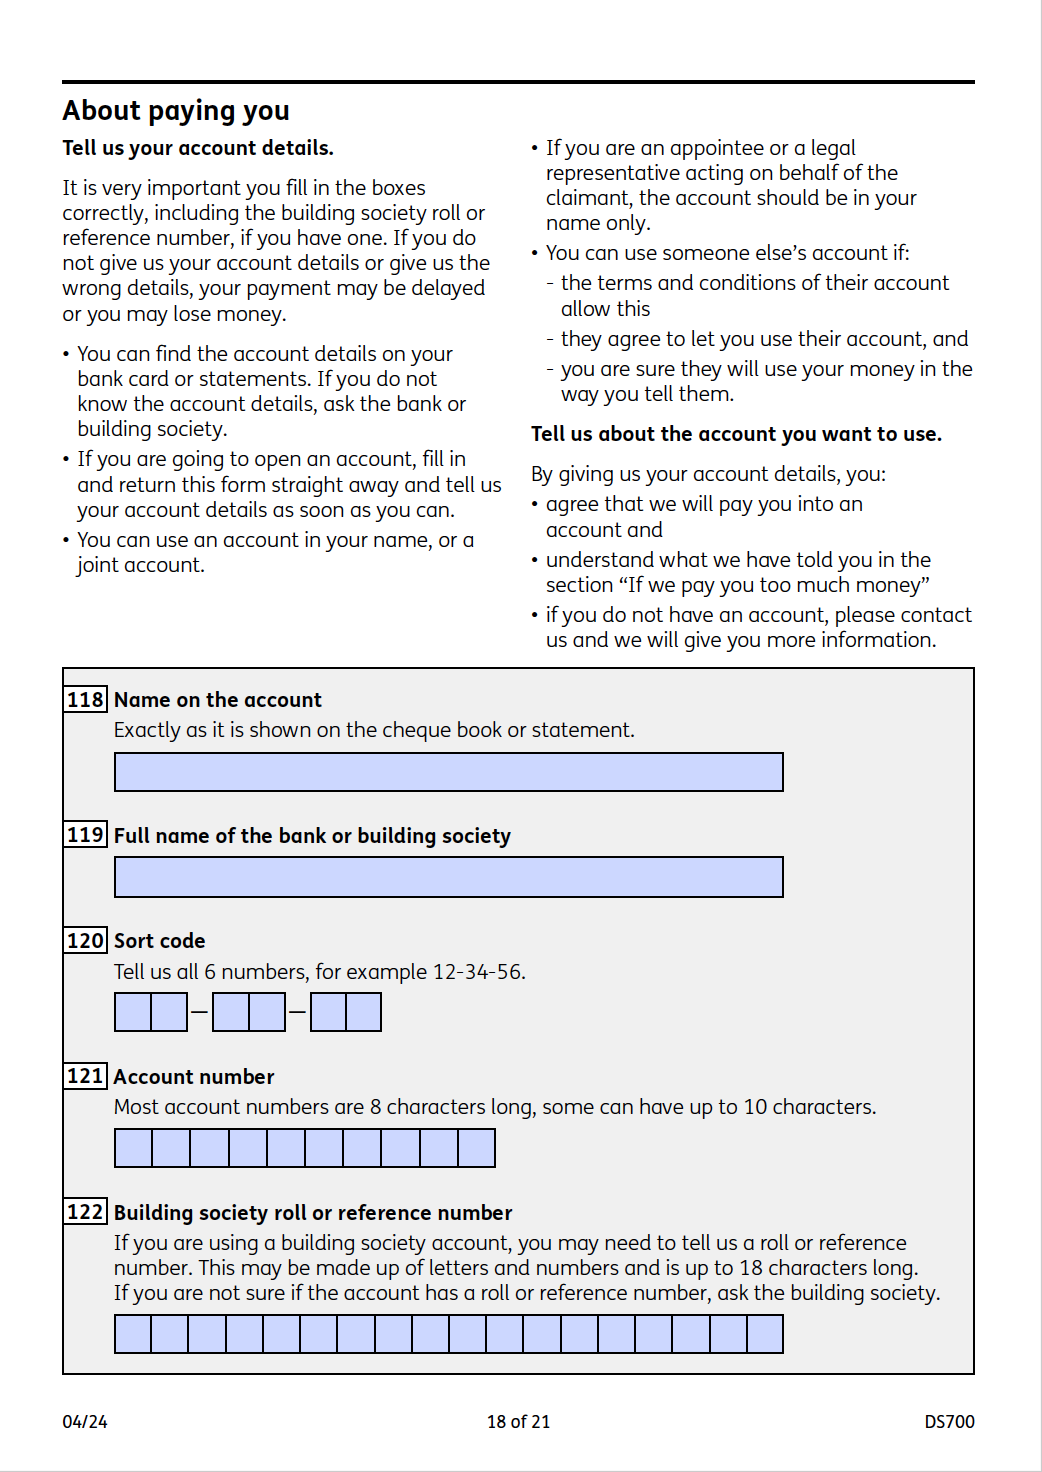 About paying you
Tell us your account details.
It is very important you fill in the boxes
correctly, including the building society roll or
reference number, if you have one. If you do
not give us your account details or give us the
wrong details, your payment may be delayed
or you may lose money.
• You can find the account details on your
bank card or statements. If you do not
know the account details, ask the bank or
building society.
• If you are going to open an account, fill in
and return this form straight away and tell us
your account details as soon as you can.
• You can use an account in your name, or a
joint account.
• If you are an appointee or a legal
representative acting on behalf of the
claimant, the account should be in your
name only.
• You can use someone else’s account if:
- the terms and conditions of their account
allow this
- they agree to let you use their account, and
- you are sure they will use your money in the
way you tell them.
Tell us about the account you want to use.
By giving us your account details, you:
• agree that we will pay you into an
account and
• understand what we have told you in the
section “If we pay you too much money”
• if you do not have an account, please contact
us and we will give you more information.
118 Name on the account
Exactly as it is shown on the cheque book or statement.
119 Full name of the bank or building society
120 Sort code
Tell us all 6 numbers, for example 12-34-56.
121 Account number
Most account numbers are 8 characters long, some can have up to 10 characters.
122 Building society roll or reference number
If you are using a building society account, you may need to tell us a roll or reference
number. This may be made up of letters and numbers and is up to 18 characters long.
If you are not sure if the account has a roll or reference number, ask the building society.
04/24 18 of 21 DS700